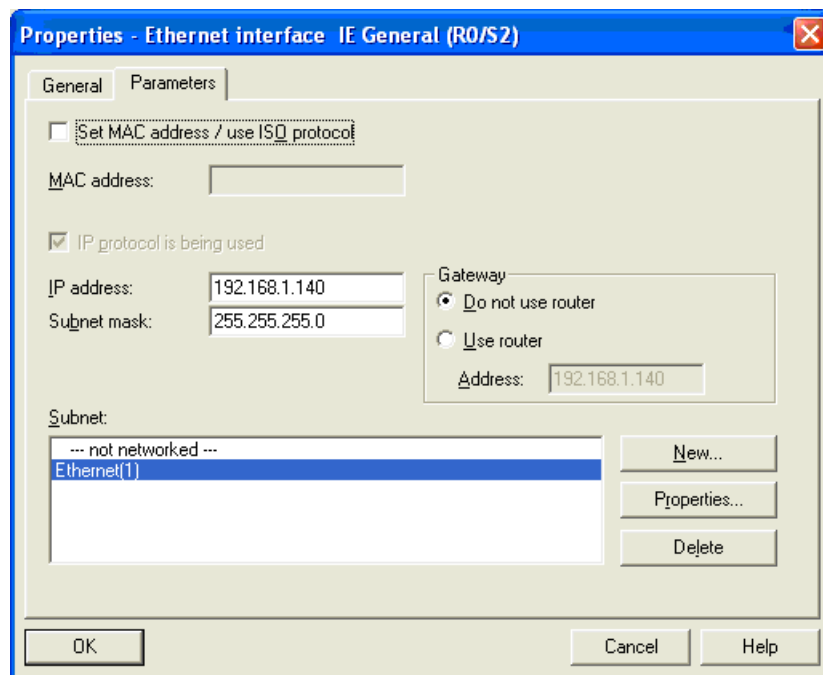 Properties - Ethernet interface IE General (R0/S2)
General Parameters
Set MAC address / use ISO protocol
MAC address:
IP protocol is being used
IP address: 192.168.1.140
Subnet mask: 255.255.255.0
Gateway
Do not use router
Use router
Address: 192.168.1.140
Subnet:
--- not networked ---
Ethernet(1)
New...
Properties...
Delete
OK Cancel Help